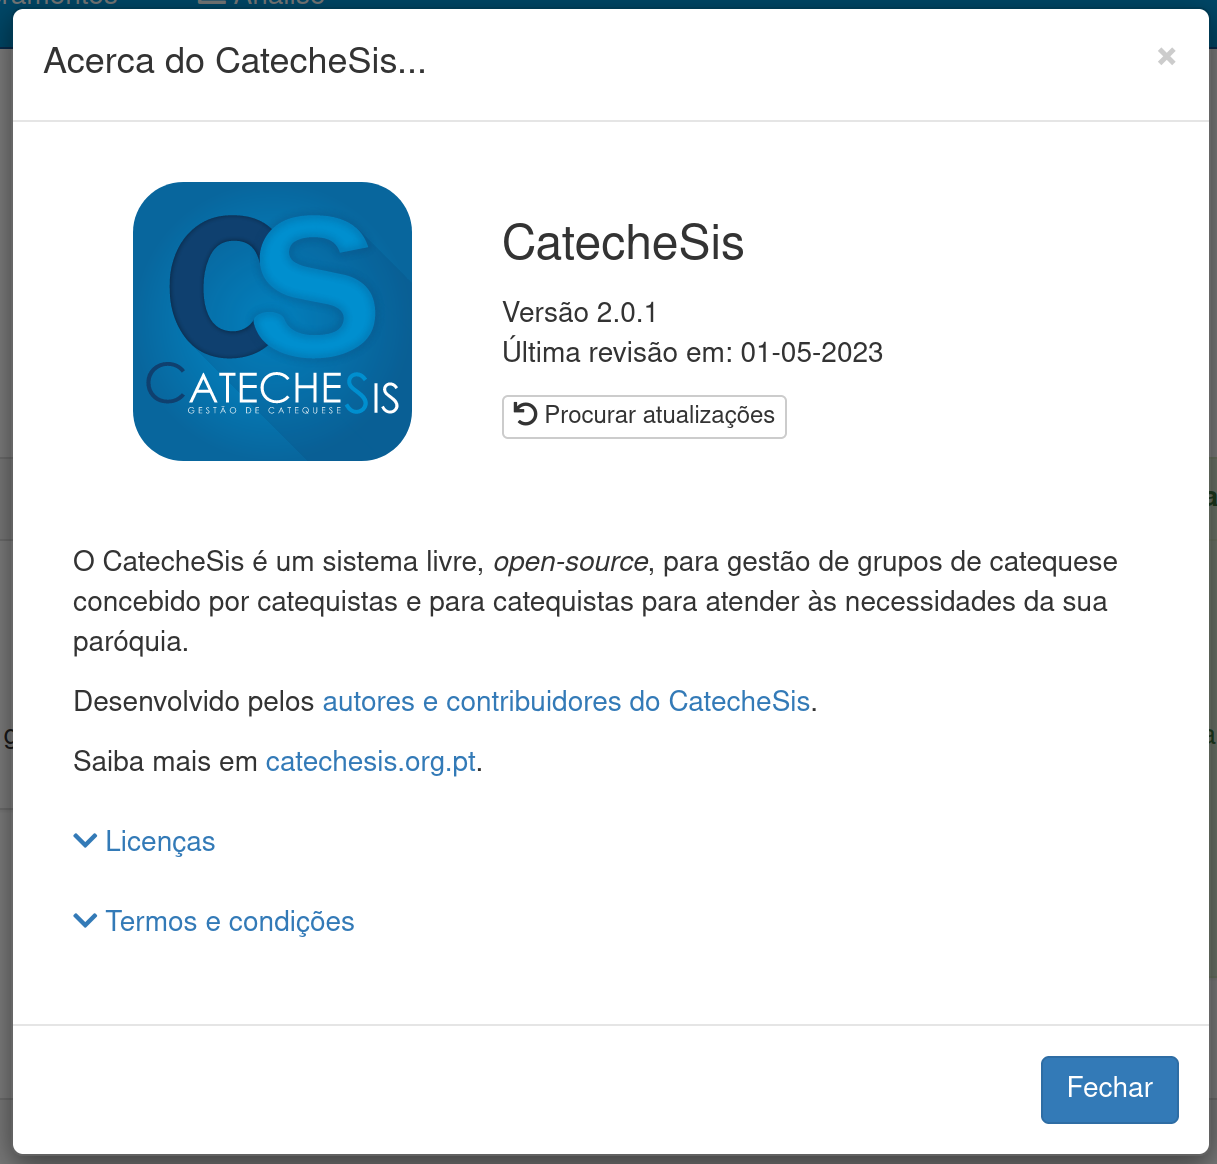 Análise
Acerca do CatecheSis...
×
CS
CATECHESIS
GESTÃO DE CATEQUESE
CatecheSis
Versão 2.0.1
Última revisão em: 01-05-2023
Procurar atualizações
O CatecheSis é um sistema livre, open-source, para gestão de grupos de catequese
concebido por catequistas e para catequistas para atender às necessidades da sua
paróquia.
Desenvolvido pelos autores e contribuidores do CatecheSis.
Saiba mais em catechesis.org.pt.
Licenças
Termos e condições
Fechar